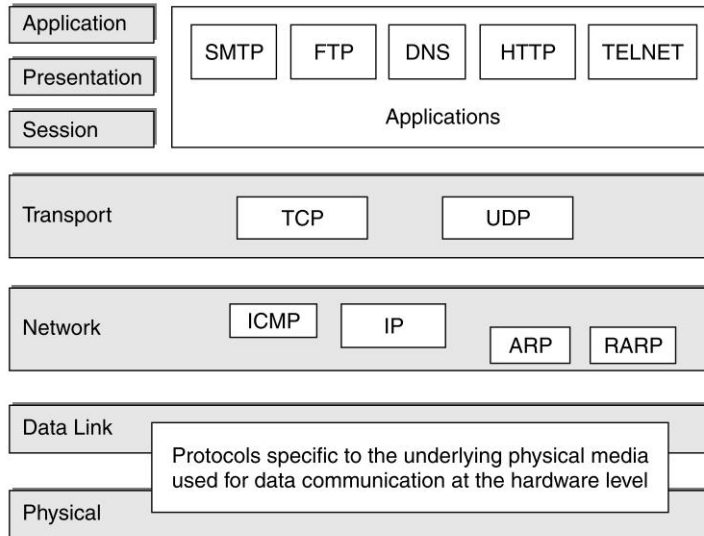 Application
Presentation
Session
SMTP
FTP
DNS
HTTP
TELNET
Applications
Transport
TCP
UDP
Network
ICMP
IP
ARP
RARP
Data Link
Protocols specific to the underlying physical media
used for data communication at the hardware level
Physical